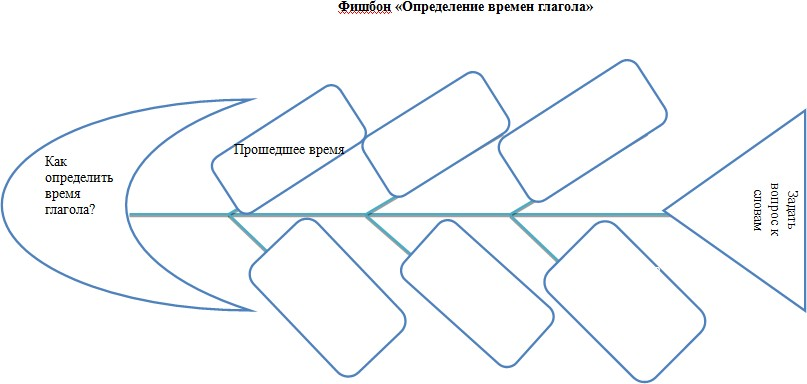 Фишбон «Определение времен глагола»
Как
определить
время
глагола?
Прошедшее время
Задать
вопрос к
словам